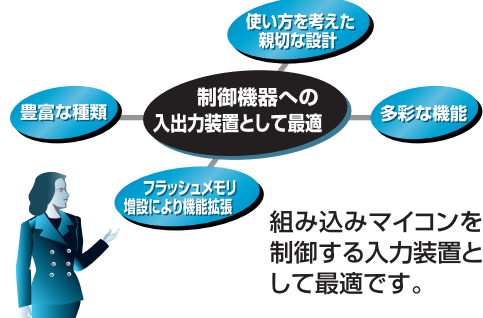 使い方を考えた
親切な設計
制御機器への
入出力装置として最適
豊富な種類
多彩な機能
フラッシュメモリ
増設により機能拡張
組み込みマイコンを
制御する入力装置と
して最適です。